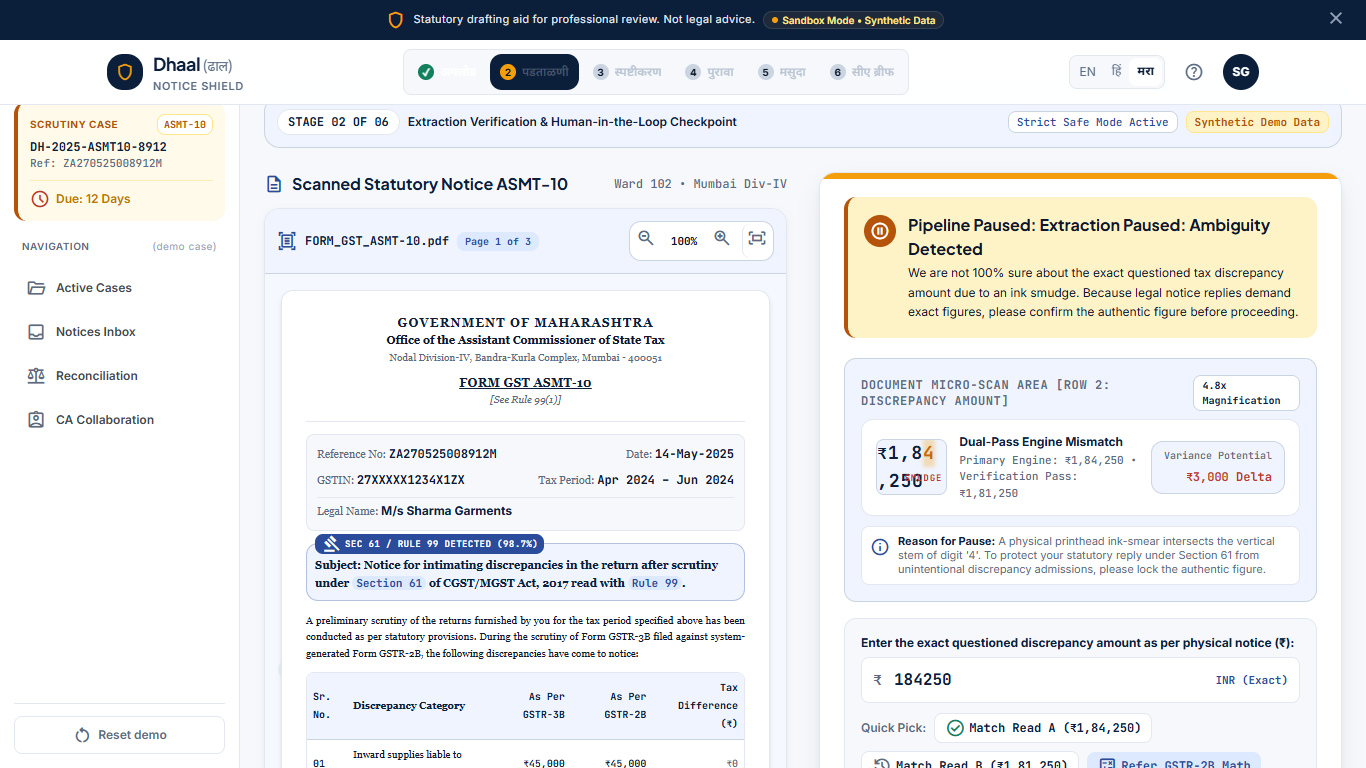 Statutory drafting aid for professional review. Not legal advice. Sandbox Mode • Synthetic Data
Dhaal (ढाल)
NOTICE SHIELD
2 पडताळणी
3 स्पष्टीकरण
4 पुरावा
5 मसुदा
6 सीए ब्रीफ
EN हिं मरा
SG
SCRUTINY CASE ASMT-10
DH-2025-ASMT10-8912
Ref: ZA270525008912M
Due: 12 Days
NAVIGATION (demo case)
Active Cases
Notices Inbox
Reconciliation
CA Collaboration
Reset demo
STAGE 02 OF 06 Extraction Verification & Human-in-the-Loop Checkpoint Strict Safe Mode Active Synthetic Demo Data
Scanned Statutory Notice ASMT-10 Ward 102 • Mumbai Div-IV
FORM_GST_ASMT-10.pdf Page 1 of 3 100%
GOVERNMENT OF MAHARASHTRA
Office of the Assistant Commissioner of State Tax
Nodal Division-IV, Bandra-Kurla Complex, Mumbai - 400051
FORM GST ASMT-10
[See Rule 99(1)]
Reference No: ZA270525008912M Date: 14-May-2025
GSTIN: 27XXXXX1234X1ZX Tax Period: Apr 2024 – Jun 2024
Legal Name: M/s Sharma Garments
SEC 61 / RULE 99 DETECTED (98.7%)
Subject: Notice for intimating discrepancies in the return after scrutiny
under Section 61 of CGST/MGST Act, 2017 read with Rule 99 .
A preliminary scrutiny of the returns furnished by you for the tax period specified above has been
conducted as per statutory provisions. During the scrutiny of Form GSTR-3B filed against system-
generated Form GSTR-2B, the following discrepancies have come to notice:
Sr. No. Discrepancy Category As Per GSTR-3B As Per GSTR-2B Tax Difference (₹)
Inward supplies liable to
01 ₹45,000 ₹45,000 ₹0
Pipeline Paused: Extraction Paused: Ambiguity
Detected
We are not 100% sure about the exact questioned tax discrepancy
amount due to an ink smudge. Because legal notice replies demand
exact figures, please confirm the authentic figure before proceeding.
DOCUMENT MICRO-SCAN AREA [ROW 2:
DISCREPANCY AMOUNT]
4.8x
Magnification
₹1,84
,250
Dual-Pass Engine Mismatch
Primary Engine: ₹1,84,250 •
Verification Pass:
₹1,81,250
Variance Potential
₹3,000 Delta
Reason for Pause: A physical printhead ink-smear intersects the vertical
stem of digit '4'. To protect your statutory reply under Section 61 from
unintentional discrepancy admissions, please lock the authentic figure.
Enter the exact questioned discrepancy amount as per physical notice (₹):
₹ 184250 INR (Exact)
Quick Pick: Match Read A (₹1,84,250)
Match Read B (₹1,81,250) Refer GSTR-2B Math